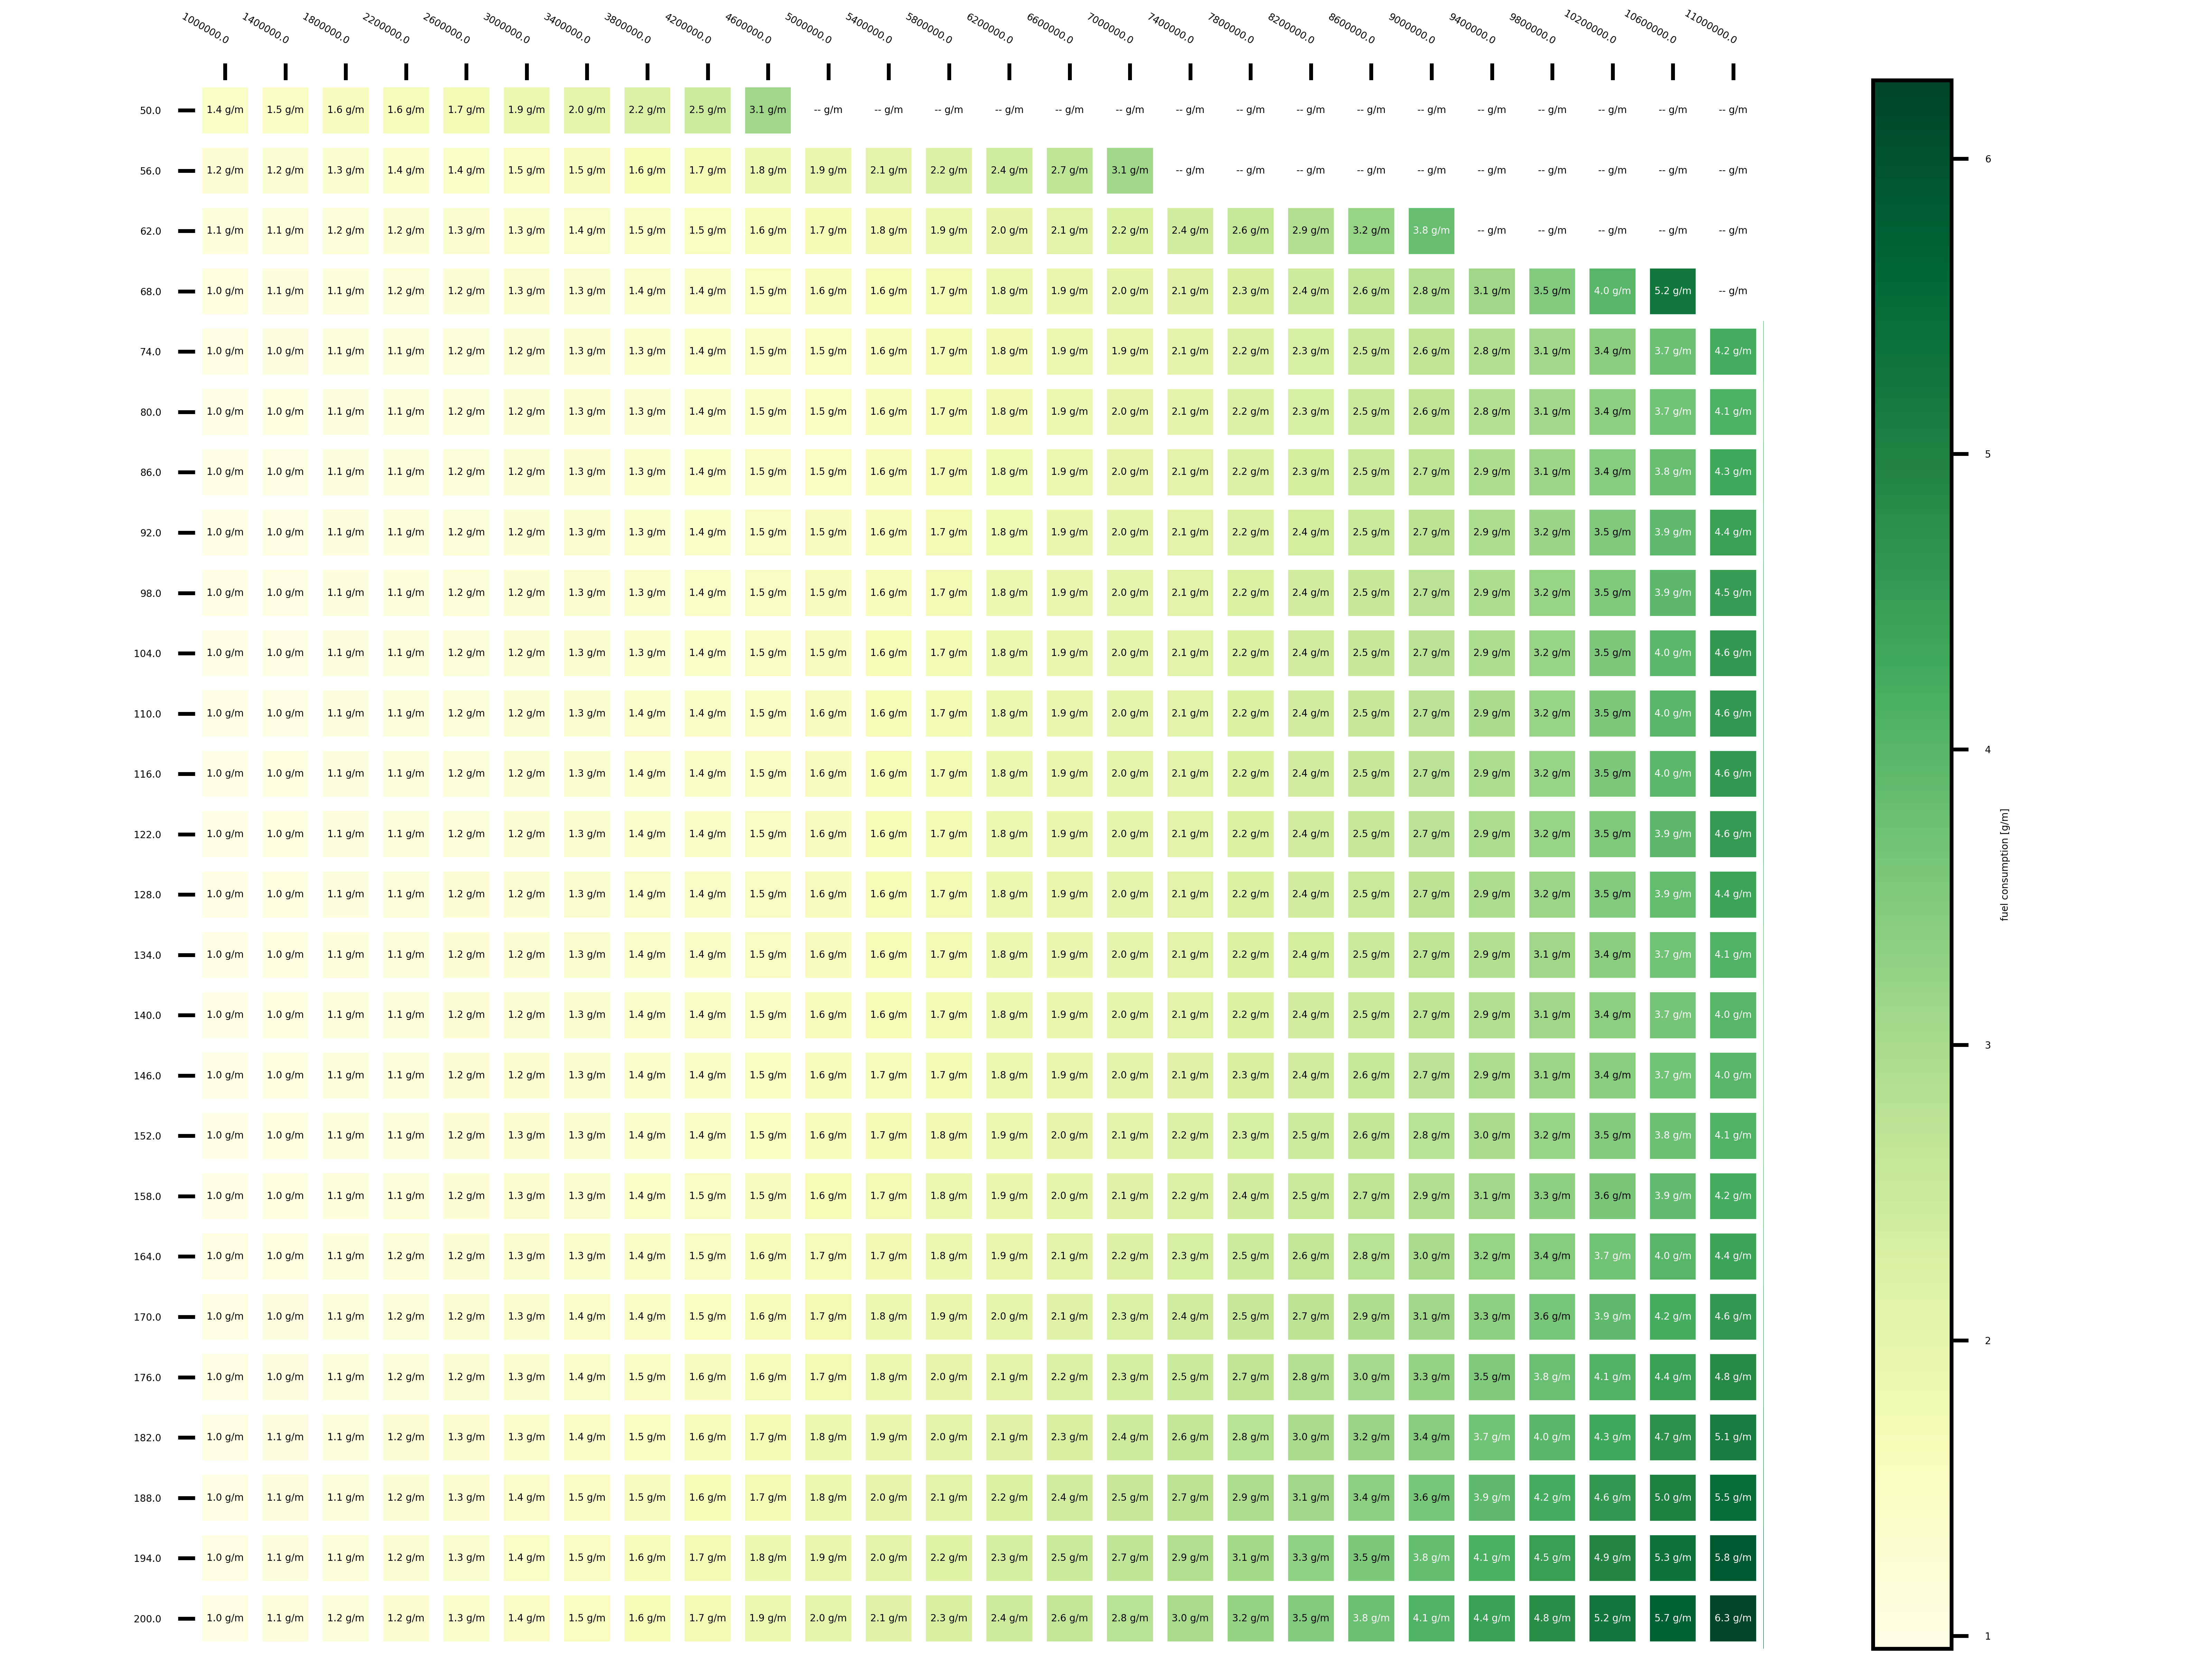 1000000.0 1400000.0 1800000.0 2200000.0 2600000.0 3000000.0 3400000.0 3800000.0 4200000.0 4600000.0 5000000.0 5400000.0 5800000.0 6200000.0 6600000.0 7000000.0 7400000.0 7800000.0 8200000.0 8600000.0 9000000.0 9400000.0 9800000.0 10200000.0 10600000.0 11000000.0
50.0 1.4 g/m 1.5 g/m 1.6 g/m 1.6 g/m 1.7 g/m 1.9 g/m 2.0 g/m 2.2 g/m 2.5 g/m 3.1 g/m -- g/m -- g/m -- g/m -- g/m -- g/m -- g/m -- g/m -- g/m -- g/m -- g/m -- g/m -- g/m -- g/m -- g/m -- g/m -- g/m
56.0 1.2 g/m 1.2 g/m 1.3 g/m 1.4 g/m 1.4 g/m 1.5 g/m 1.5 g/m 1.6 g/m 1.7 g/m 1.8 g/m 1.9 g/m 2.1 g/m 2.2 g/m 2.4 g/m 2.7 g/m 3.1 g/m -- g/m -- g/m -- g/m -- g/m -- g/m -- g/m -- g/m -- g/m -- g/m -- g/m
62.0 1.1 g/m 1.1 g/m 1.2 g/m 1.2 g/m 1.3 g/m 1.3 g/m 1.4 g/m 1.5 g/m 1.5 g/m 1.6 g/m 1.7 g/m 1.8 g/m 1.9 g/m 2.0 g/m 2.1 g/m 2.2 g/m 2.4 g/m 2.6 g/m 2.9 g/m 3.2 g/m 3.8 g/m -- g/m -- g/m -- g/m -- g/m -- g/m
68.0 1.0 g/m 1.1 g/m 1.1 g/m 1.2 g/m 1.2 g/m 1.3 g/m 1.3 g/m 1.4 g/m 1.4 g/m 1.5 g/m 1.6 g/m 1.6 g/m 1.7 g/m 1.8 g/m 1.9 g/m 2.0 g/m 2.1 g/m 2.3 g/m 2.4 g/m 2.6 g/m 2.8 g/m 3.1 g/m 3.5 g/m 4.0 g/m 5.2 g/m -- g/m
74.0 1.0 g/m 1.0 g/m 1.1 g/m 1.1 g/m 1.2 g/m 1.2 g/m 1.3 g/m 1.3 g/m 1.4 g/m 1.5 g/m 1.5 g/m 1.6 g/m 1.7 g/m 1.8 g/m 1.9 g/m 1.9 g/m 2.1 g/m 2.2 g/m 2.3 g/m 2.5 g/m 2.6 g/m 2.8 g/m 3.1 g/m 3.4 g/m 3.7 g/m 4.2 g/m
80.0 1.0 g/m 1.0 g/m 1.1 g/m 1.1 g/m 1.2 g/m 1.2 g/m 1.3 g/m 1.3 g/m 1.4 g/m 1.5 g/m 1.5 g/m 1.6 g/m 1.7 g/m 1.8 g/m 1.9 g/m 2.0 g/m 2.1 g/m 2.2 g/m 2.3 g/m 2.5 g/m 2.6 g/m 2.8 g/m 3.1 g/m 3.4 g/m 3.7 g/m 4.1 g/m
86.0 1.0 g/m 1.0 g/m 1.1 g/m 1.1 g/m 1.2 g/m 1.2 g/m 1.3 g/m 1.3 g/m 1.4 g/m 1.5 g/m 1.5 g/m 1.6 g/m 1.7 g/m 1.8 g/m 1.9 g/m 2.0 g/m 2.1 g/m 2.2 g/m 2.3 g/m 2.5 g/m 2.7 g/m 2.9 g/m 3.1 g/m 3.4 g/m 3.8 g/m 4.3 g/m
92.0 1.0 g/m 1.0 g/m 1.1 g/m 1.1 g/m 1.2 g/m 1.2 g/m 1.3 g/m 1.3 g/m 1.4 g/m 1.5 g/m 1.5 g/m 1.6 g/m 1.7 g/m 1.8 g/m 1.9 g/m 2.0 g/m 2.1 g/m 2.2 g/m 2.4 g/m 2.5 g/m 2.7 g/m 2.9 g/m 3.2 g/m 3.5 g/m 3.9 g/m 4.4 g/m
98.0 1.0 g/m 1.0 g/m 1.1 g/m 1.1 g/m 1.2 g/m 1.2 g/m 1.3 g/m 1.3 g/m 1.4 g/m 1.5 g/m 1.5 g/m 1.6 g/m 1.7 g/m 1.8 g/m 1.9 g/m 2.0 g/m 2.1 g/m 2.2 g/m 2.4 g/m 2.5 g/m 2.7 g/m 2.9 g/m 3.2 g/m 3.5 g/m 3.9 g/m 4.5 g/m
104.0 1.0 g/m 1.0 g/m 1.1 g/m 1.1 g/m 1.2 g/m 1.2 g/m 1.3 g/m 1.3 g/m 1.4 g/m 1.5 g/m 1.5 g/m 1.6 g/m 1.7 g/m 1.8 g/m 1.9 g/m 2.0 g/m 2.1 g/m 2.2 g/m 2.4 g/m 2.5 g/m 2.7 g/m 2.9 g/m 3.2 g/m 3.5 g/m 4.0 g/m 4.6 g/m
110.0 1.0 g/m 1.0 g/m 1.1 g/m 1.1 g/m 1.2 g/m 1.2 g/m 1.3 g/m 1.4 g/m 1.4 g/m 1.5 g/m 1.6 g/m 1.6 g/m 1.7 g/m 1.8 g/m 1.9 g/m 2.0 g/m 2.1 g/m 2.2 g/m 2.4 g/m 2.5 g/m 2.7 g/m 2.9 g/m 3.2 g/m 3.5 g/m 4.0 g/m 4.6 g/m
116.0 1.0 g/m 1.0 g/m 1.1 g/m 1.1 g/m 1.2 g/m 1.2 g/m 1.3 g/m 1.4 g/m 1.4 g/m 1.5 g/m 1.6 g/m 1.6 g/m 1.7 g/m 1.8 g/m 1.9 g/m 2.0 g/m 2.1 g/m 2.2 g/m 2.4 g/m 2.5 g/m 2.7 g/m 2.9 g/m 3.2 g/m 3.5 g/m 4.0 g/m 4.6 g/m
122.0 1.0 g/m 1.0 g/m 1.1 g/m 1.1 g/m 1.2 g/m 1.2 g/m 1.3 g/m 1.4 g/m 1.4 g/m 1.5 g/m 1.6 g/m 1.6 g/m 1.7 g/m 1.8 g/m 1.9 g/m 2.0 g/m 2.1 g/m 2.2 g/m 2.4 g/m 2.5 g/m 2.7 g/m 2.9 g/m 3.2 g/m 3.5 g/m 3.9 g/m 4.6 g/m
128.0 1.0 g/m 1.0 g/m 1.1 g/m 1.1 g/m 1.2 g/m 1.2 g/m 1.3 g/m 1.4 g/m 1.4 g/m 1.5 g/m 1.6 g/m 1.6 g/m 1.7 g/m 1.8 g/m 1.9 g/m 2.0 g/m 2.1 g/m 2.2 g/m 2.4 g/m 2.5 g/m 2.7 g/m 2.9 g/m 3.2 g/m 3.5 g/m 3.9 g/m 4.4 g/m
134.0 1.0 g/m 1.0 g/m 1.1 g/m 1.1 g/m 1.2 g/m 1.2 g/m 1.3 g/m 1.4 g/m 1.4 g/m 1.5 g/m 1.6 g/m 1.6 g/m 1.7 g/m 1.8 g/m 1.9 g/m 2.0 g/m 2.1 g/m 2.2 g/m 2.4 g/m 2.5 g/m 2.7 g/m 2.9 g/m 3.1 g/m 3.4 g/m 3.7 g/m 4.1 g/m
140.0 1.0 g/m 1.0 g/m 1.1 g/m 1.1 g/m 1.2 g/m 1.2 g/m 1.3 g/m 1.4 g/m 1.4 g/m 1.5 g/m 1.6 g/m 1.6 g/m 1.7 g/m 1.8 g/m 1.9 g/m 2.0 g/m 2.1 g/m 2.2 g/m 2.4 g/m 2.5 g/m 2.7 g/m 2.9 g/m 3.1 g/m 3.4 g/m 3.7 g/m 4.0 g/m
146.0 1.0 g/m 1.0 g/m 1.1 g/m 1.1 g/m 1.2 g/m 1.2 g/m 1.3 g/m 1.4 g/m 1.4 g/m 1.5 g/m 1.6 g/m 1.7 g/m 1.7 g/m 1.8 g/m 1.9 g/m 2.0 g/m 2.1 g/m 2.3 g/m 2.4 g/m 2.6 g/m 2.7 g/m 2.9 g/m 3.1 g/m 3.4 g/m 3.7 g/m 4.0 g/m
152.0 1.0 g/m 1.0 g/m 1.1 g/m 1.1 g/m 1.2 g/m 1.3 g/m 1.3 g/m 1.4 g/m 1.4 g/m 1.5 g/m 1.6 g/m 1.7 g/m 1.8 g/m 1.9 g/m 2.0 g/m 2.1 g/m 2.2 g/m 2.3 g/m 2.5 g/m 2.6 g/m 2.8 g/m 3.0 g/m 3.2 g/m 3.5 g/m 3.8 g/m 4.1 g/m
158.0 1.0 g/m 1.0 g/m 1.1 g/m 1.1 g/m 1.2 g/m 1.3 g/m 1.3 g/m 1.4 g/m 1.5 g/m 1.5 g/m 1.6 g/m 1.7 g/m 1.8 g/m 1.9 g/m 2.0 g/m 2.1 g/m 2.2 g/m 2.4 g/m 2.5 g/m 2.7 g/m 2.9 g/m 3.1 g/m 3.3 g/m 3.6 g/m 3.9 g/m 4.2 g/m
164.0 1.0 g/m 1.0 g/m 1.1 g/m 1.2 g/m 1.2 g/m 1.3 g/m 1.3 g/m 1.4 g/m 1.5 g/m 1.6 g/m 1.7 g/m 1.7 g/m 1.8 g/m 1.9 g/m 2.1 g/m 2.2 g/m 2.3 g/m 2.5 g/m 2.6 g/m 2.8 g/m 3.0 g/m 3.2 g/m 3.4 g/m 3.7 g/m 4.0 g/m 4.4 g/m
170.0 1.0 g/m 1.0 g/m 1.1 g/m 1.2 g/m 1.2 g/m 1.3 g/m 1.4 g/m 1.4 g/m 1.5 g/m 1.6 g/m 1.7 g/m 1.8 g/m 1.9 g/m 2.0 g/m 2.1 g/m 2.3 g/m 2.4 g/m 2.5 g/m 2.7 g/m 2.9 g/m 3.1 g/m 3.3 g/m 3.6 g/m 3.9 g/m 4.2 g/m 4.6 g/m
176.0 1.0 g/m 1.0 g/m 1.1 g/m 1.2 g/m 1.2 g/m 1.3 g/m 1.4 g/m 1.5 g/m 1.6 g/m 1.6 g/m 1.7 g/m 1.8 g/m 2.0 g/m 2.1 g/m 2.2 g/m 2.3 g/m 2.5 g/m 2.7 g/m 2.8 g/m 3.0 g/m 3.3 g/m 3.5 g/m 3.8 g/m 4.1 g/m 4.4 g/m 4.8 g/m
182.0 1.0 g/m 1.1 g/m 1.1 g/m 1.2 g/m 1.3 g/m 1.3 g/m 1.4 g/m 1.5 g/m 1.6 g/m 1.7 g/m 1.8 g/m 1.9 g/m 2.0 g/m 2.1 g/m 2.3 g/m 2.4 g/m 2.6 g/m 2.8 g/m 3.0 g/m 3.2 g/m 3.4 g/m 3.7 g/m 4.0 g/m 4.3 g/m 4.7 g/m 5.1 g/m
188.0 1.0 g/m 1.1 g/m 1.1 g/m 1.2 g/m 1.3 g/m 1.4 g/m 1.5 g/m 1.5 g/m 1.6 g/m 1.7 g/m 1.8 g/m 2.0 g/m 2.1 g/m 2.2 g/m 2.4 g/m 2.5 g/m 2.7 g/m 2.9 g/m 3.1 g/m 3.4 g/m 3.6 g/m 3.9 g/m 4.2 g/m 4.6 g/m 5.0 g/m 5.5 g/m
194.0 1.0 g/m 1.1 g/m 1.1 g/m 1.2 g/m 1.3 g/m 1.4 g/m 1.5 g/m 1.6 g/m 1.7 g/m 1.8 g/m 1.9 g/m 2.0 g/m 2.2 g/m 2.3 g/m 2.5 g/m 2.7 g/m 2.9 g/m 3.1 g/m 3.3 g/m 3.5 g/m 3.8 g/m 4.1 g/m 4.5 g/m 4.9 g/m 5.3 g/m 5.8 g/m
200.0 1.0 g/m 1.1 g/m 1.2 g/m 1.2 g/m 1.3 g/m 1.4 g/m 1.5 g/m 1.6 g/m 1.7 g/m 1.9 g/m 2.0 g/m 2.1 g/m 2.3 g/m 2.4 g/m 2.6 g/m 2.8 g/m 3.0 g/m 3.2 g/m 3.5 g/m 3.8 g/m 4.1 g/m 4.4 g/m 4.8 g/m 5.2 g/m 5.7 g/m 6.3 g/m
6
5
4
3
2
1
fuel consumption [g/m]